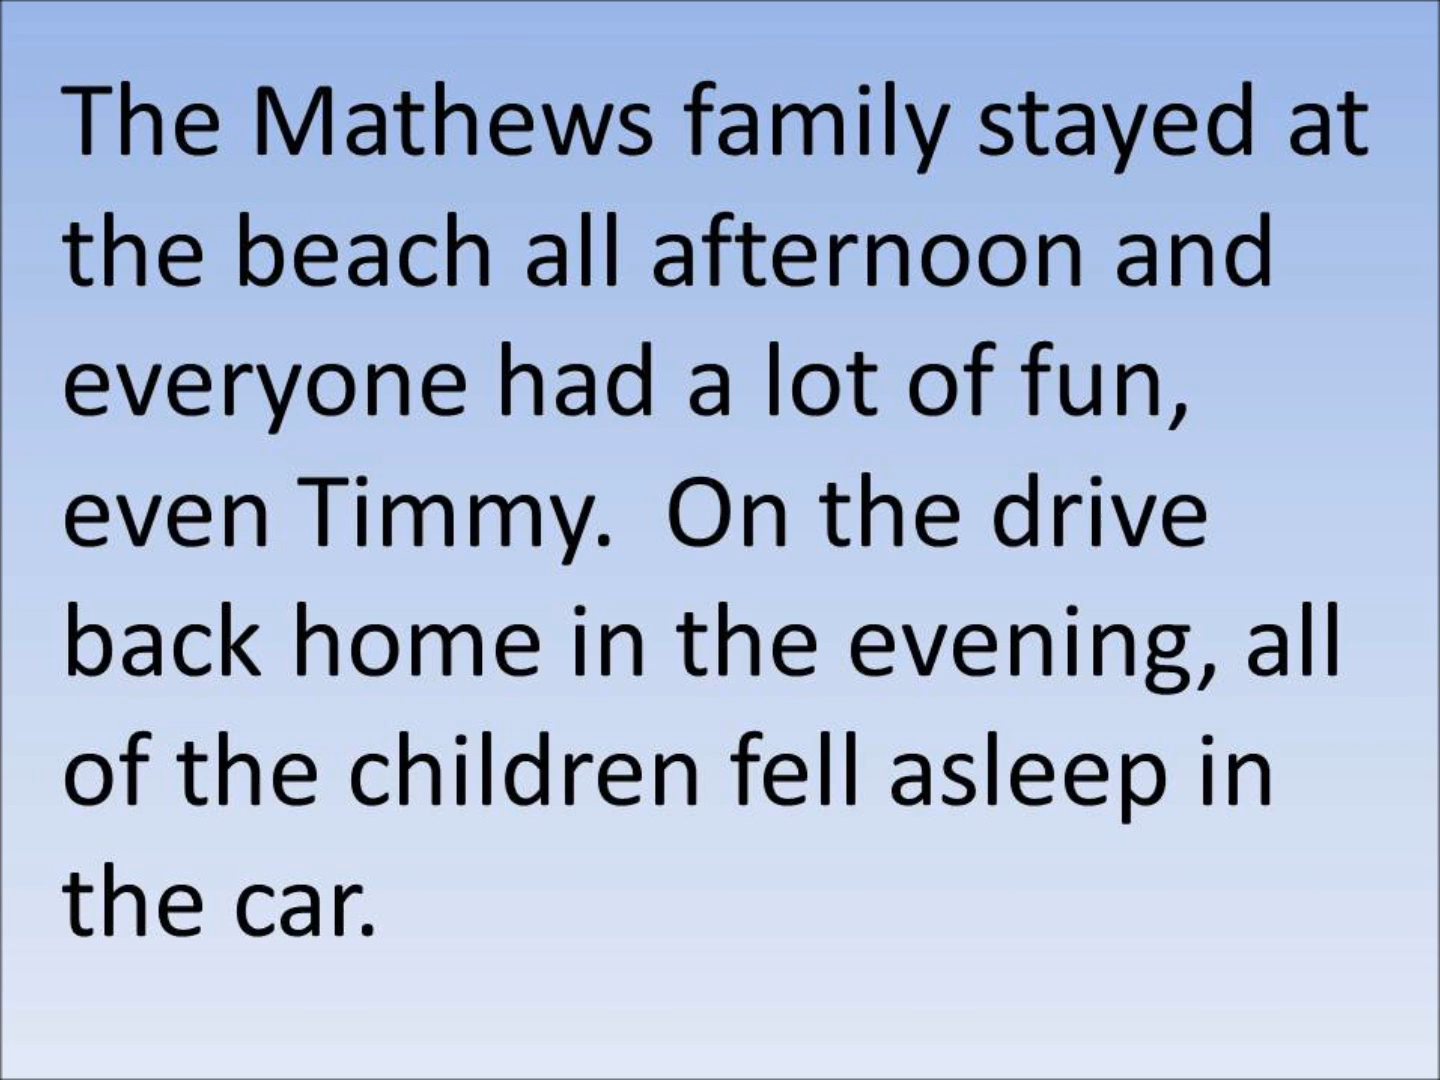 The Mathews family stayed at
the beach all afternoon and
everyone had a lot of fun,
even Timmy.  On the drive
back home in the evening, all
of the children fell asleep in
the car.